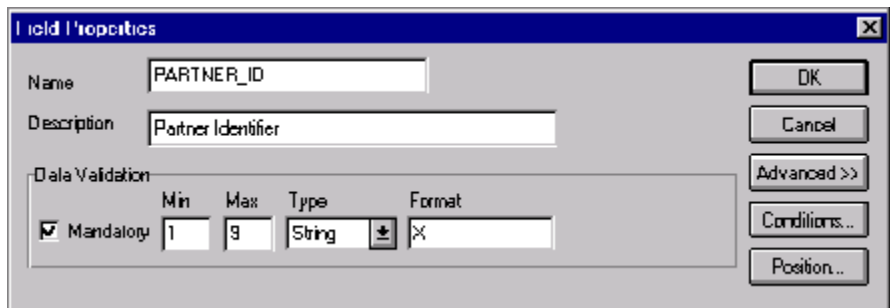 Field Properties
Name PARTNER_ID OK
Description Partner Identifier Cancel
Data Validation Advanced >>
Min Max Type Format
Mandatory 1 9 String X Conditions...
Position...